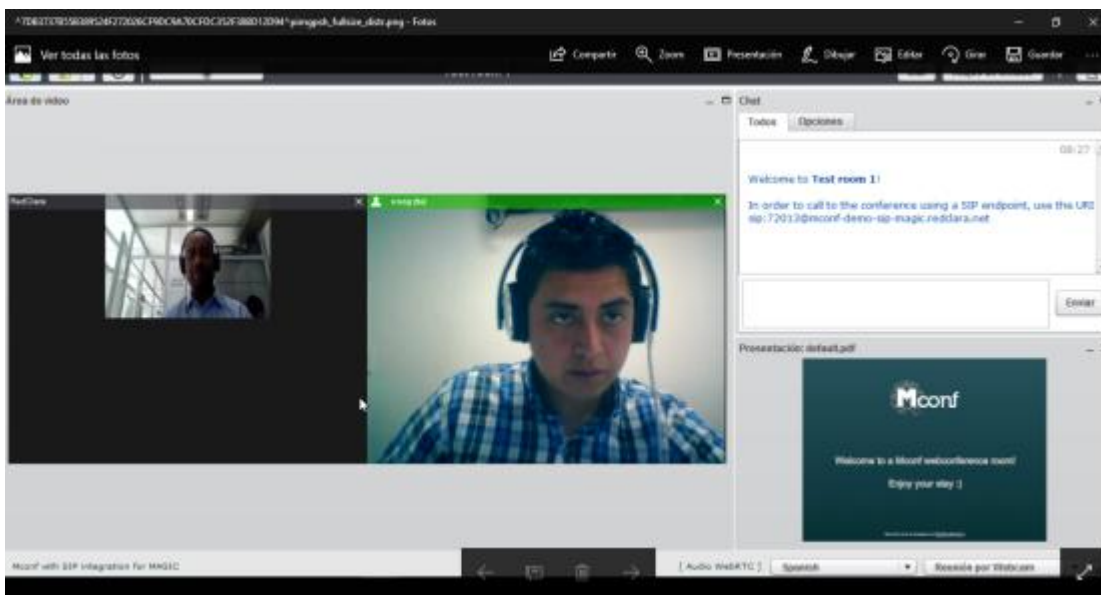 Ver todas las fotos
Compartir
Zoom
Presentación
Dibujar
Editar
Girar
Guardar
Área de video
RedClara
Chat
Todos
Opciones
08:27
Welcome to Test room 1!
In order to call to the conference using a SIP endpoint, use the URI
sip:72013@mconf-demo-sip-magic.redclara.net
Enviar
Presentación: default.pdf
Mconf
Welcome to a Mconf webconference room!
Enjoy your stay :)
Mconf with SIP integration for MAGIC
[ Audio WebRTC ]
Spanish